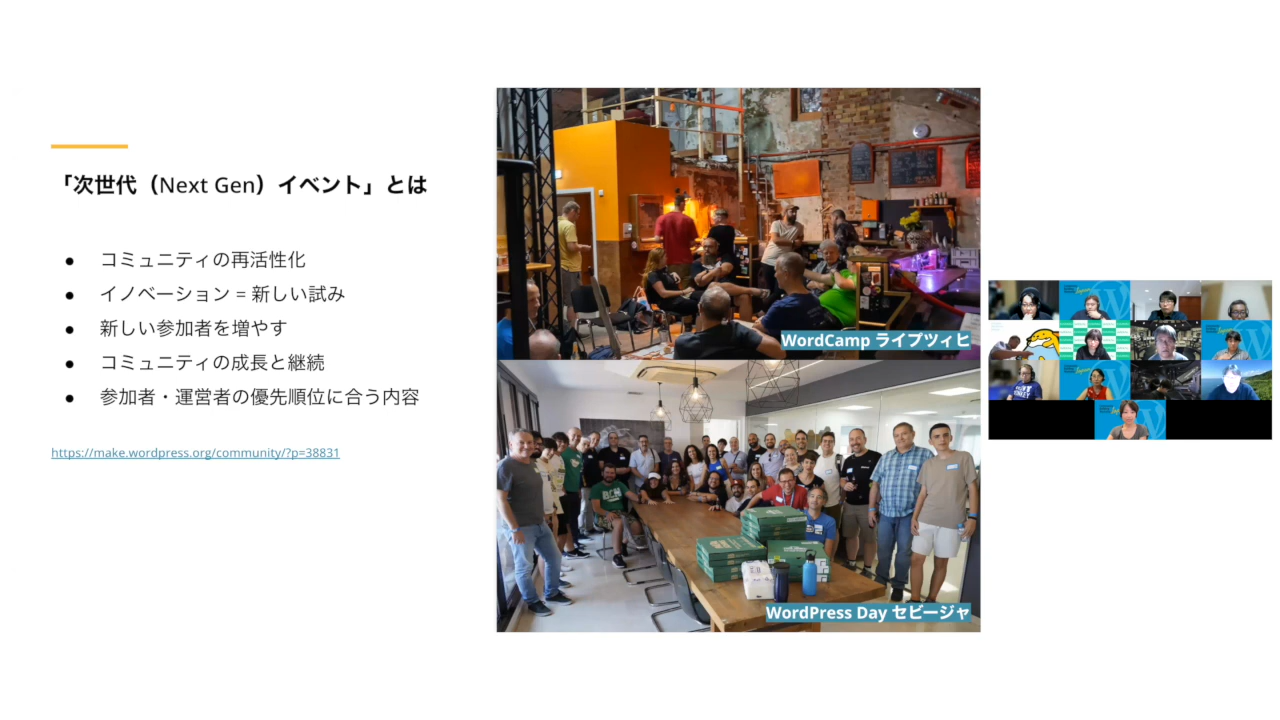 「次世代（Next Gen）イベント」とは
● コミュニティの再活性化
● イノベーション = 新しい試み
● 新しい参加者を増やす
● コミュニティの成長と継続
● 参加者・運営者の優先順位に合う内容
https://make.wordpress.org/community/?p=38831
WordCamp ライプツィヒ
WordPress Day セビージャ